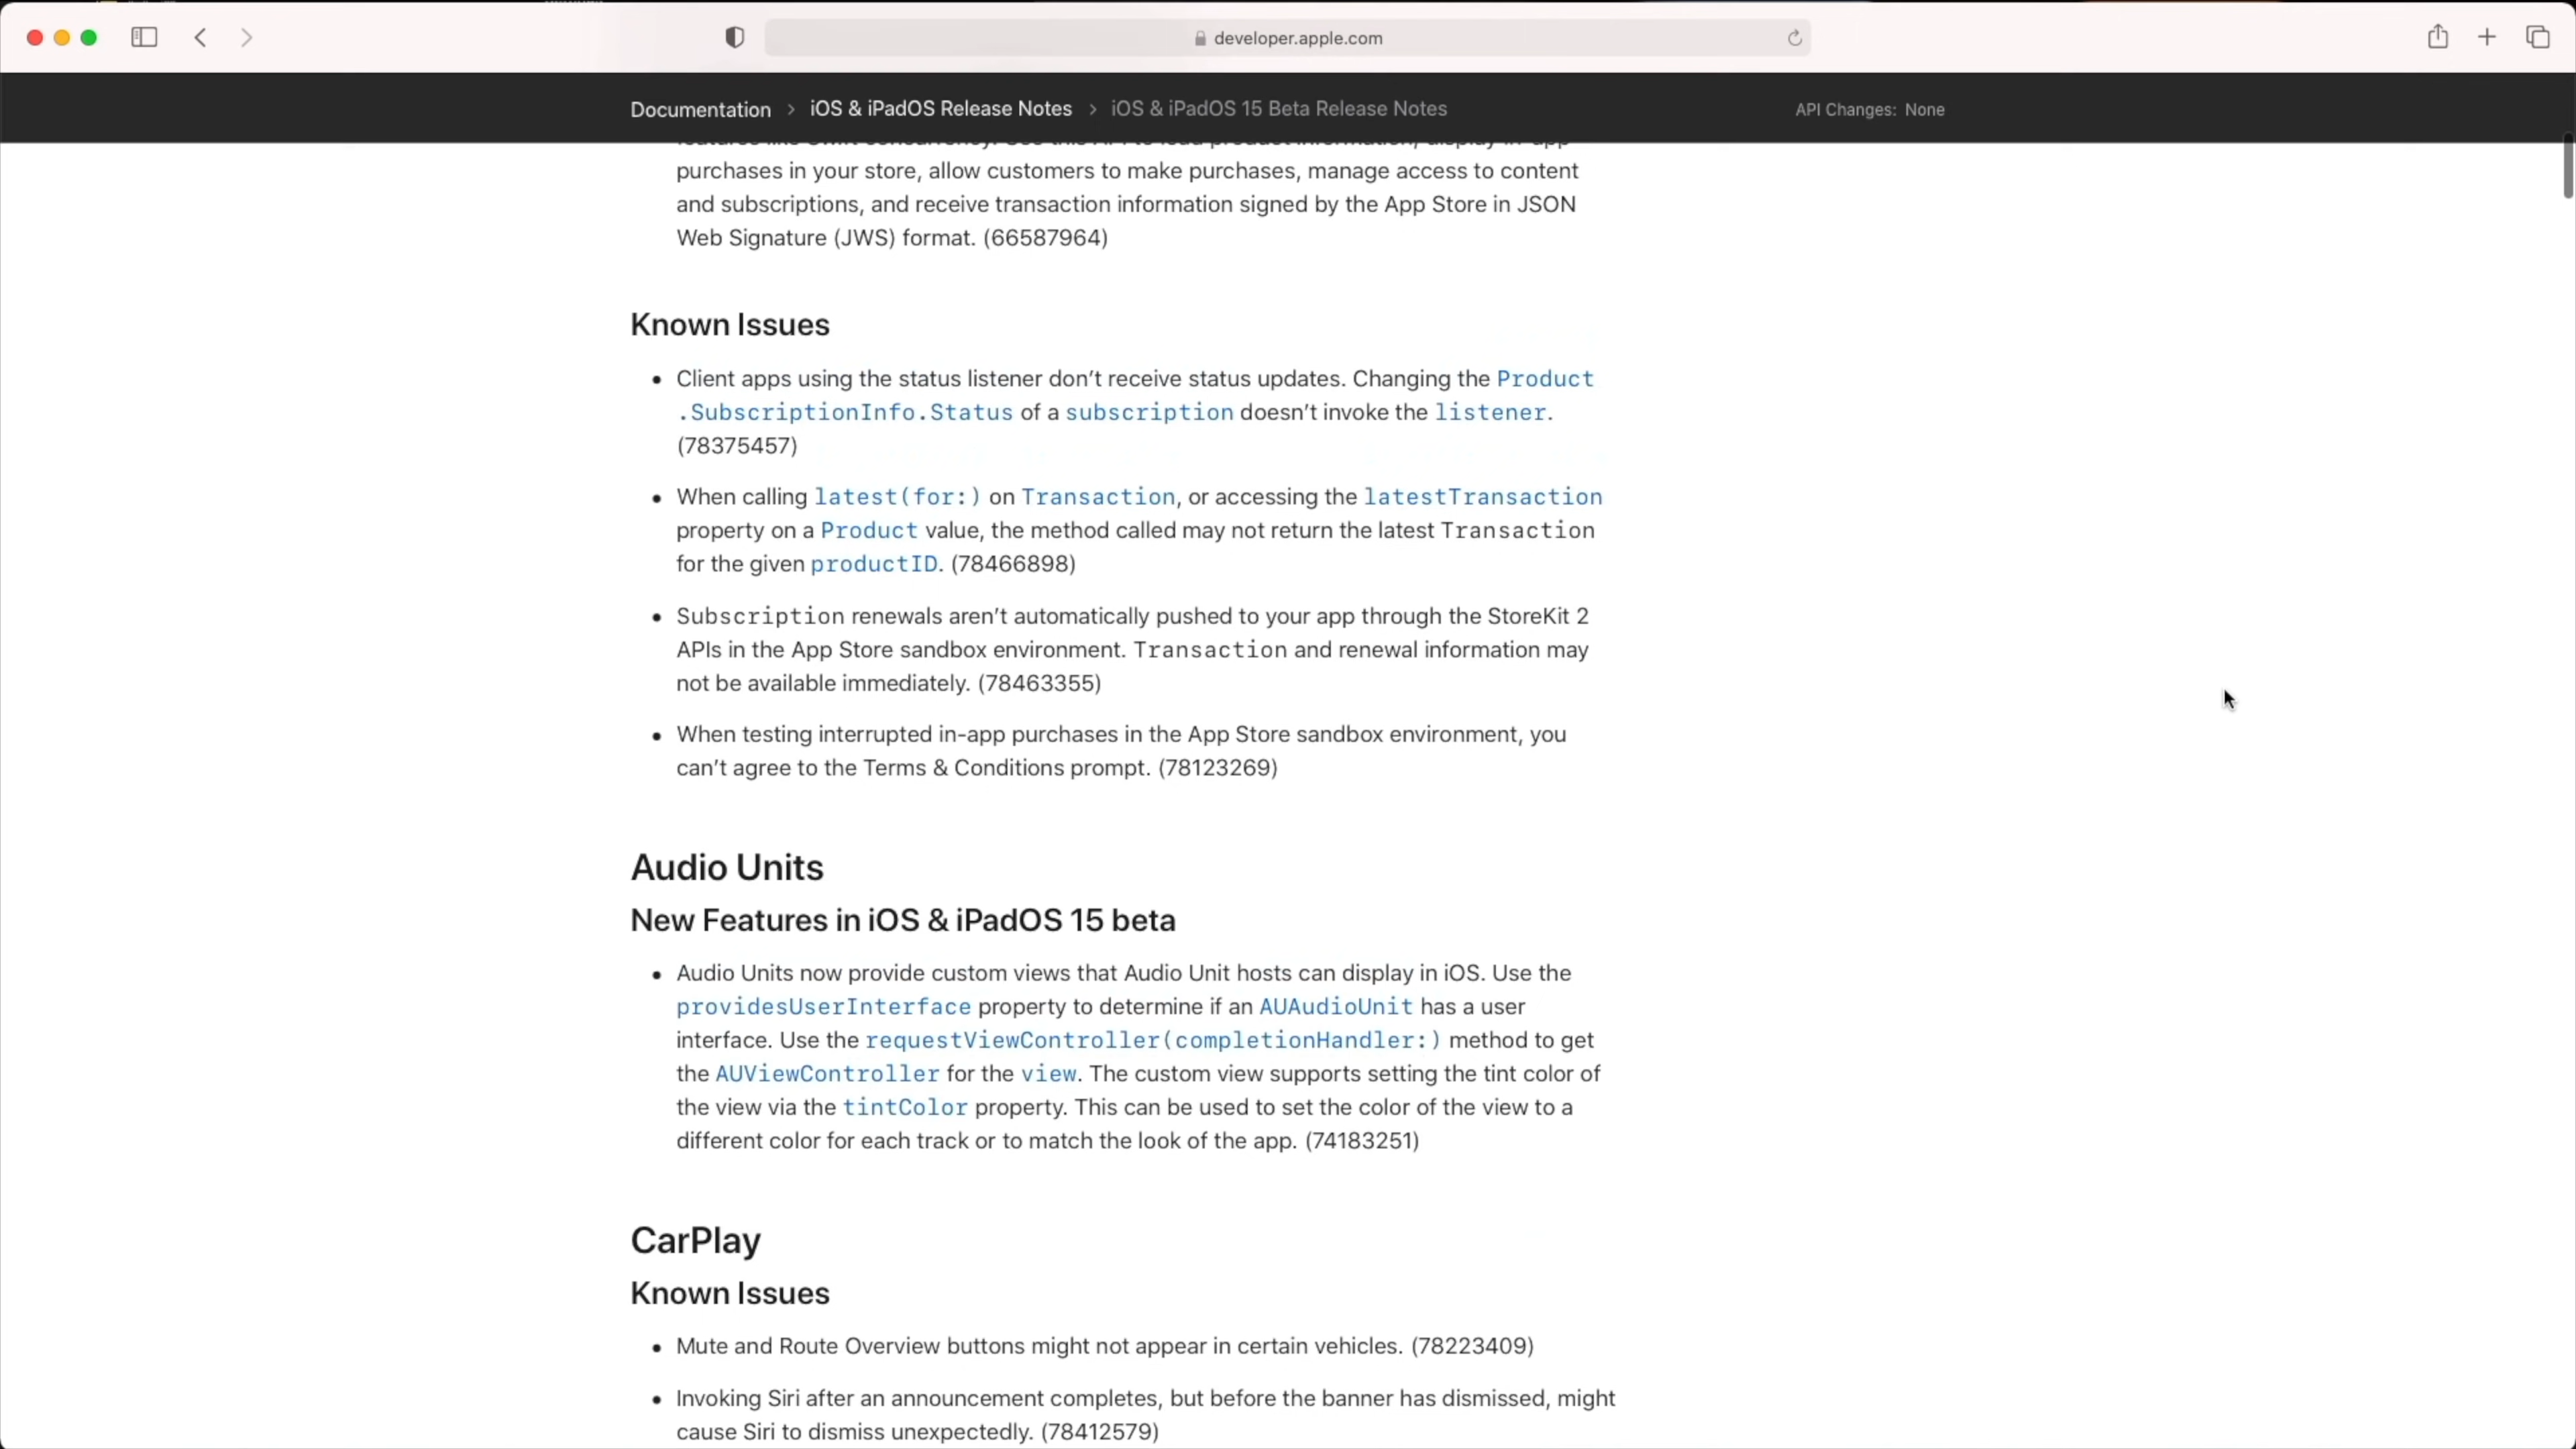 developer.apple.com
Documentation > iOS & iPadOS Release Notes > iOS & iPadOS 15 Beta Release Notes API Changes: None
purchases in your store, allow customers to make purchases, manage access to content
and subscriptions, and receive transaction information signed by the App Store in JSON
Web Signature (JWS) format. (66587964)
Known Issues
• Client apps using the status listener don’t receive status updates. Changing the Product
.SubscriptionInfo.Status of a subscription doesn’t invoke the listener.
(78375457)
• When calling latest(for:) on Transaction, or accessing the latestTransaction
property on a Product value, the method called may not return the latest Transaction
for the given productID. (78466898)
• Subscription renewals aren’t automatically pushed to your app through the StoreKit 2
APIs in the App Store sandbox environment. Transaction and renewal information may
not be available immediately. (78463355)
• When testing interrupted in-app purchases in the App Store sandbox environment, you
can’t agree to the Terms & Conditions prompt. (78123269)
Audio Units
New Features in iOS & iPadOS 15 beta
• Audio Units now provide custom views that Audio Unit hosts can display in iOS. Use the
providesUserInterface property to determine if an AUAudioUnit has a user
interface. Use the requestViewController(completionHandler:) method to get
the AUViewController for the view. The custom view supports setting the tint color of
the view via the tintColor property. This can be used to set the color of the view to a
different color for each track or to match the look of the app. (74183251)
CarPlay
Known Issues
• Mute and Route Overview buttons might not appear in certain vehicles. (78223409)
• Invoking Siri after an announcement completes, but before the banner has dismissed, might
cause Siri to dismiss unexpectedly. (78412579)